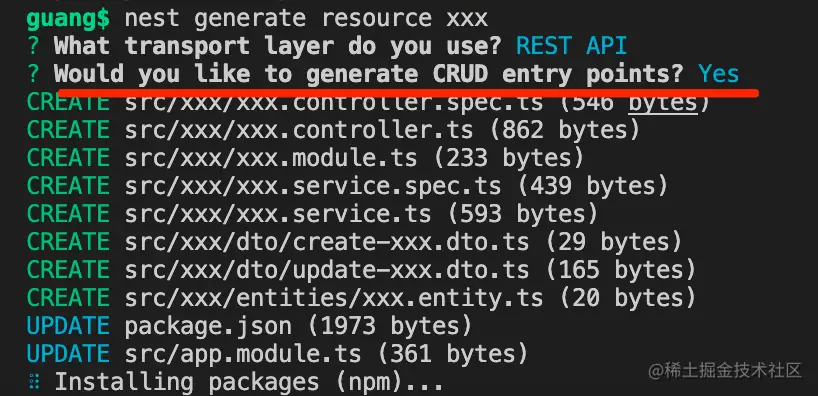 guang$ nest generate resource xxx
? What transport layer do you use? REST API
? Would you like to generate CRUD entry points? Yes
CREATE src/xxx/xxx.controller.spec.ts (546 bytes)
CREATE src/xxx/xxx.controller.ts (862 bytes)
CREATE src/xxx/xxx.module.ts (233 bytes)
CREATE src/xxx/xxx.service.spec.ts (439 bytes)
CREATE src/xxx/xxx.service.ts (593 bytes)
CREATE src/xxx/dto/create-xxx.dto.ts (29 bytes)
CREATE src/xxx/dto/update-xxx.dto.ts (165 bytes)
CREATE src/xxx/entities/xxx.entity.ts (20 bytes)
UPDATE package.json (1973 bytes)
UPDATE src/app.module.ts (361 bytes)
⠿ Installing packages (npm)...
@稀土掘金技术社区